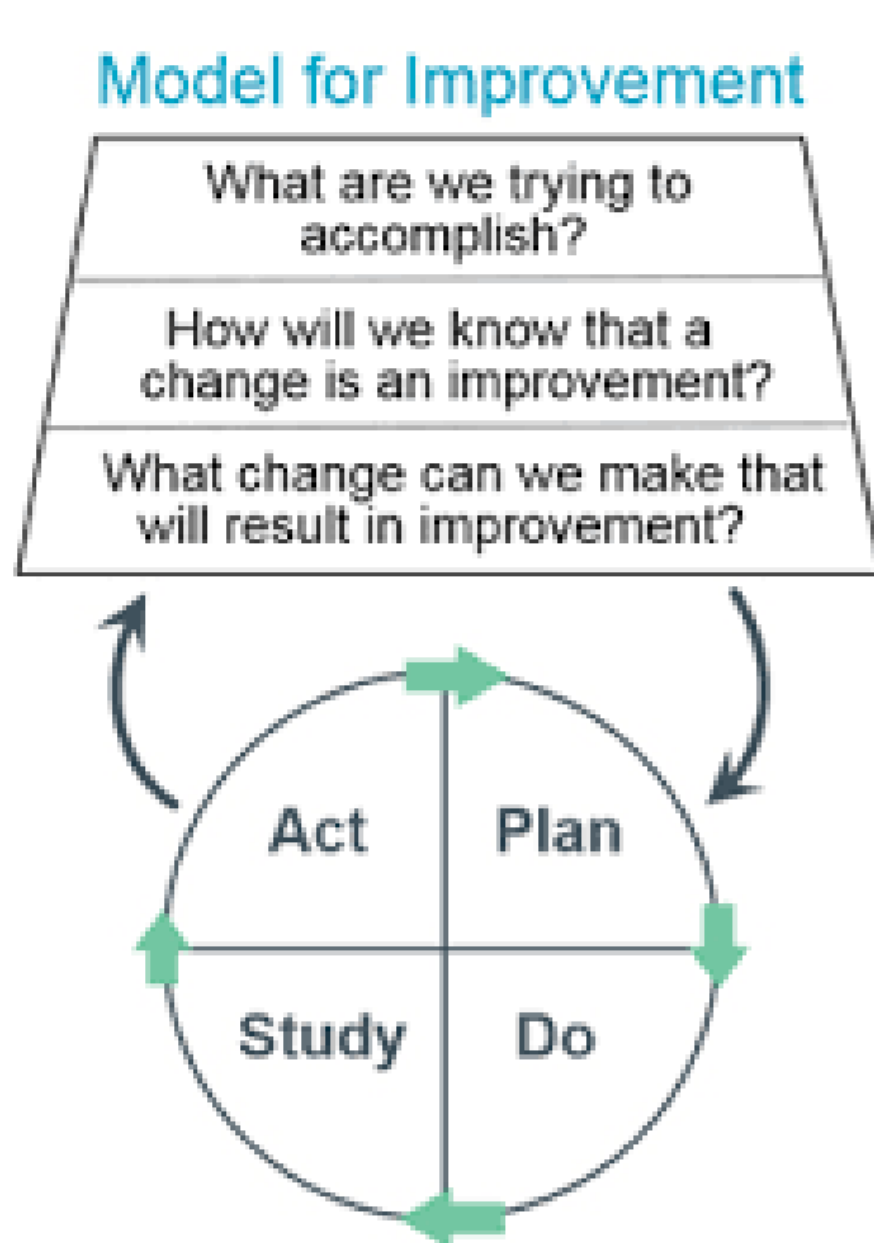 Model for Improvement
What are we trying to
accomplish?
How will we know that a
change is an improvement?
What change can we make that
will result in improvement?
Act
Plan
Study
Do